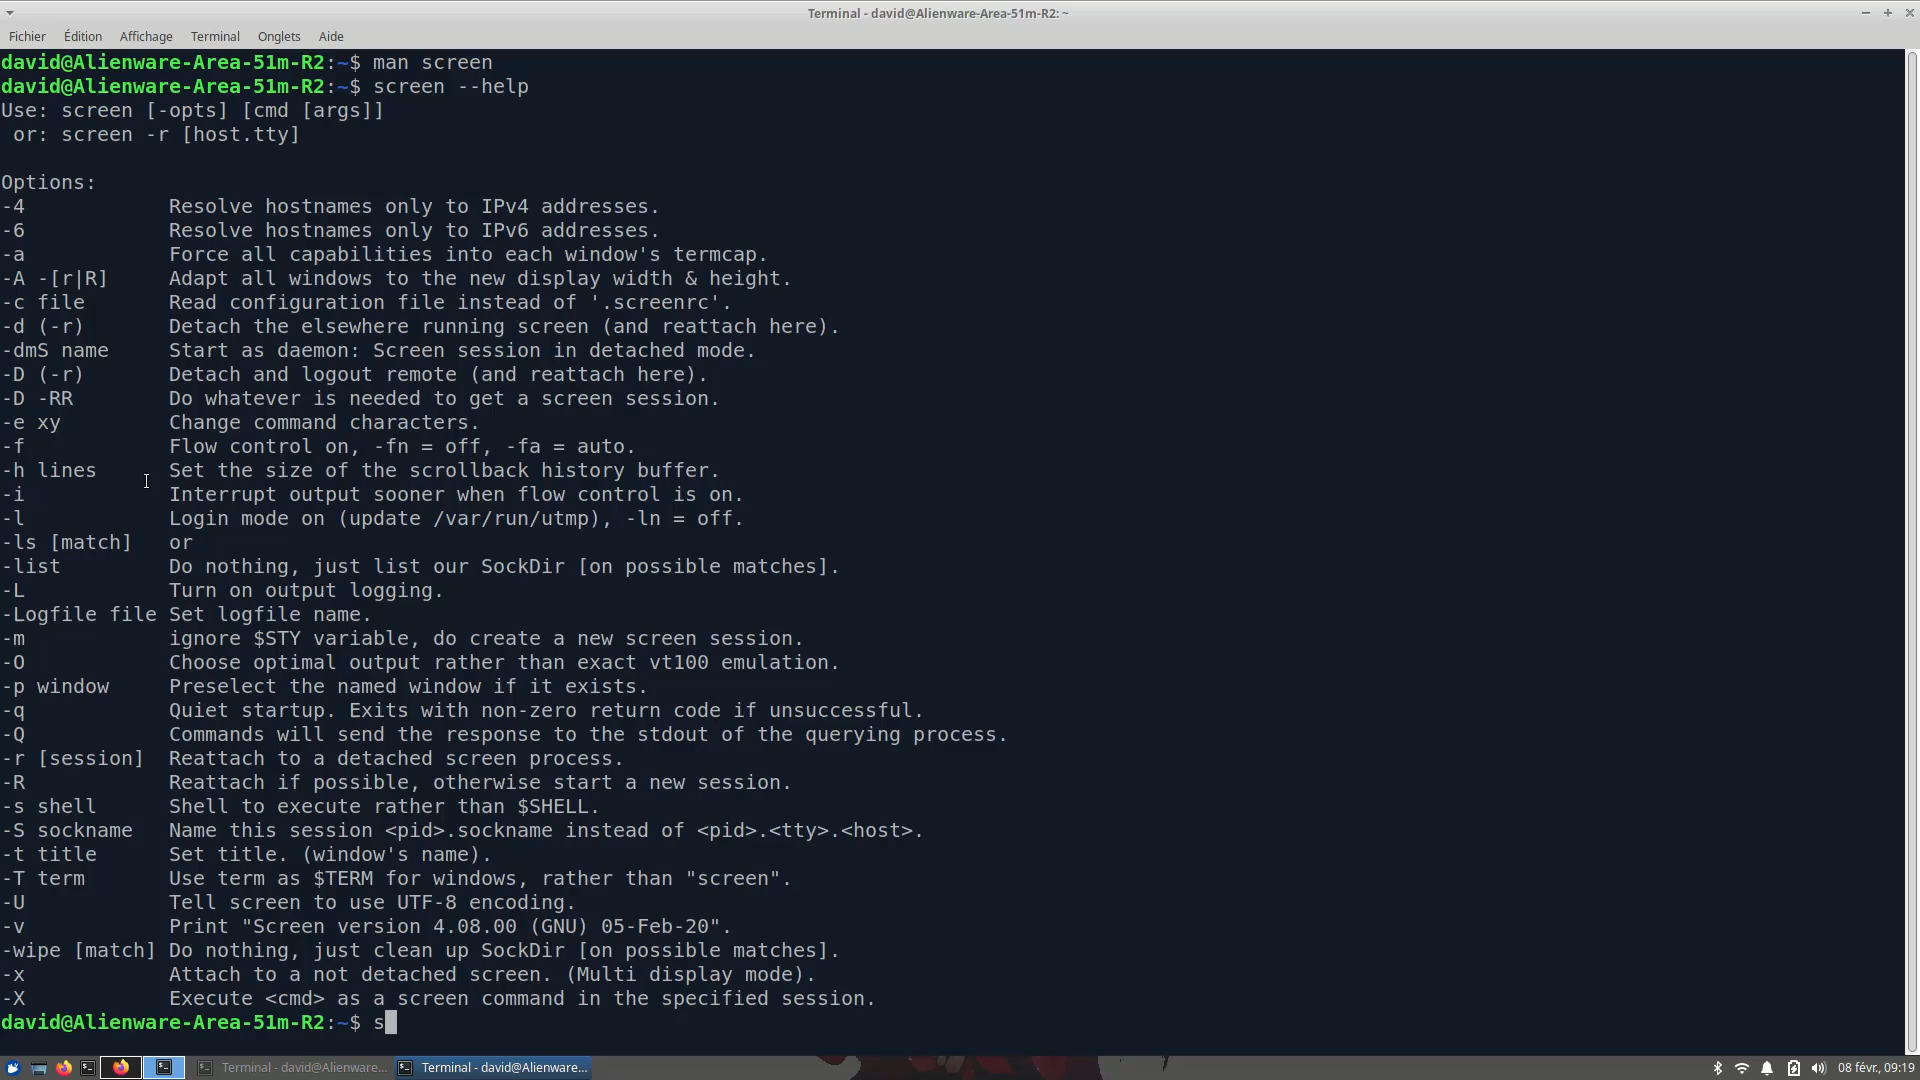 Terminal - david@Alienware-Area-51m-R2: ~
Fichier Édition Affichage Terminal Onglets Aide
david@Alienware-Area-51m-R2:~$ man screen
david@Alienware-Area-51m-R2:~$ screen --help
Use: screen [-opts] [cmd [args]]
 or: screen -r [host.tty]

Options:
-4            Resolve hostnames only to IPv4 addresses.
-6            Resolve hostnames only to IPv6 addresses.
-a            Force all capabilities into each window's termcap.
-A -[r|R]     Adapt all windows to the new display width & height.
-c file       Read configuration file instead of '.screenrc'.
-d (-r)       Detach the elsewhere running screen (and reattach here).
-dmS name     Start as daemon: Screen session in detached mode.
-D (-r)       Detach and logout remote (and reattach here).
-D -RR        Do whatever is needed to get a screen session.
-e xy         Change command characters.
-f            Flow control on, -fn = off, -fa = auto.
-h lines      Set the size of the scrollback history buffer.
-i            Interrupt output sooner when flow control is on.
-l            Login mode on (update /var/run/utmp), -ln = off.
-ls [match]   or
-list         Do nothing, just list our SockDir [on possible matches].
-L            Turn on output logging.
-Logfile file Set logfile name.
-m            ignore $STY variable, do create a new screen session.
-O            Choose optimal output rather than exact vt100 emulation.
-p window     Preselect the named window if it exists.
-q            Quiet startup. Exits with non-zero return code if unsuccessful.
-Q            Commands will send the response to the stdout of the querying process.
-r [session]  Reattach to a detached screen process.
-R            Reattach if possible, otherwise start a new session.
-s shell      Shell to execute rather than $SHELL.
-S sockname   Name this session <pid>.sockname instead of <pid>.<tty>.<host>.
-t title      Set title. (window's name).
-T term       Use term as $TERM for windows, rather than "screen".
-U            Tell screen to use UTF-8 encoding.
-v            Print "Screen version 4.08.00 (GNU) 05-Feb-20".
-wipe [match] Do nothing, just clean up SockDir [on possible matches].
-x            Attach to a not detached screen. (Multi display mode).
-X            Execute <cmd> as a screen command in the specified session.
david@Alienware-Area-51m-R2:~$ s
Terminal - david@Alienware... Terminal - david@Alienware... 08 févr, 09:19